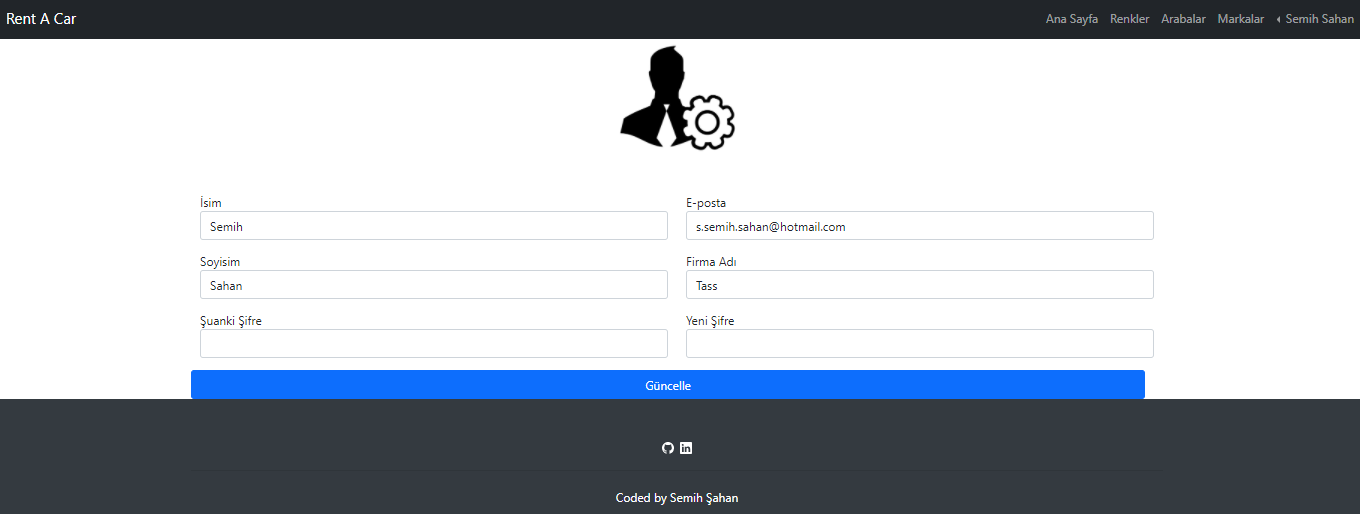 Rent A Car
Ana Sayfa Renkler Arabalar Markalar Semih Sahan
İsim
Semih
E-posta
s.semih.sahan@hotmail.com
Soyisim
Sahan
Firma Adı
Tass
Şuanki Şifre
Yeni Şifre
Güncelle
Coded by Semih Şahan